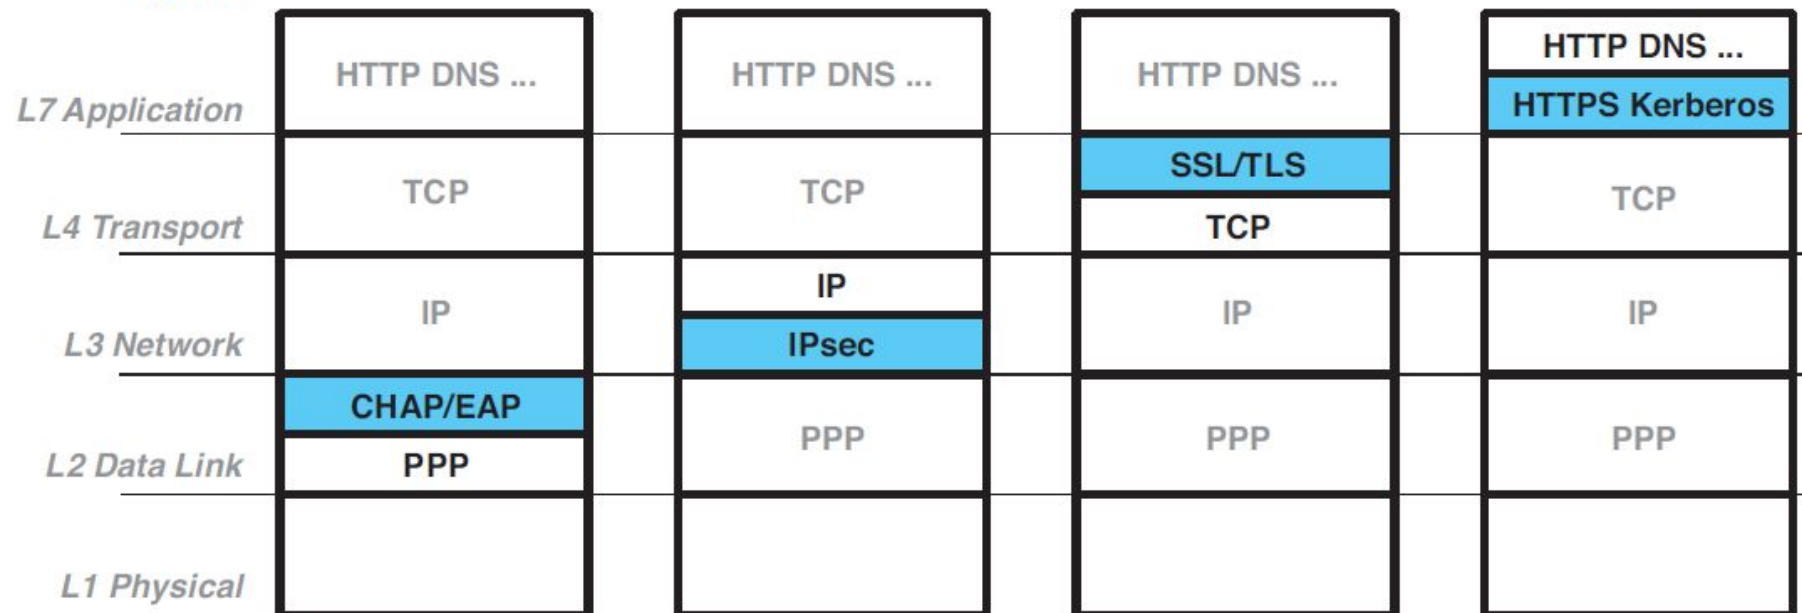 HTTP DNS ...
HTTP DNS ...
HTTP DNS ...
HTTP DNS ...
L7 Application
HTTPS Kerberos
SSL/TLS
TCP
TCP
TCP
L4 Transport
TCP
IP
IP
IP
IP
L3 Network
IPsec
CHAP/EAP
PPP
PPP
PPP
L2 Data Link
PPP
L1 Physical